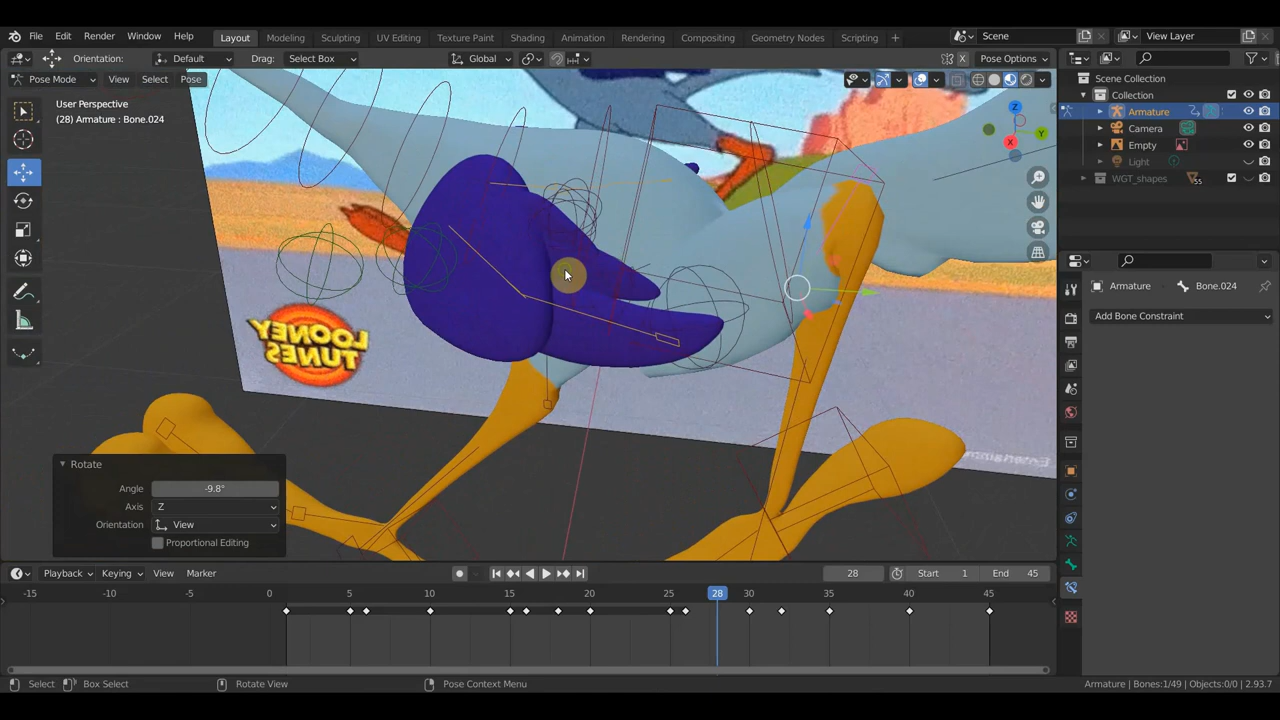 File Edit Render Window Help Layout Modeling Sculpting UV Editing Texture Paint Shading Animation Rendering Compositing Geometry Nodes Scripting + Scene View Layer
Orientation: Default Drag: Select Box Global Pose Options
Pose Mode View Select Pose
User Perspective
(28) Armature : Bone.024
Z
Y
X
LOONEY
TUNES
Rotate
Angle -9.8°
Axis Z
Orientation View
Proportional Editing
Scene Collection
Collection
Armature
Camera
Empty
Light
WGT_shapes 55
Armature Bone.024
Add Bone Constraint
Playback Keying View Marker 28 Start 1 End 45
-15 -10 -5 0 5 10 15 20 25 28 30 35 40 45
Select Box Select Rotate View Pose Context Menu Armature | Bones:1/49 | Objects:0/0 | 2.93.7